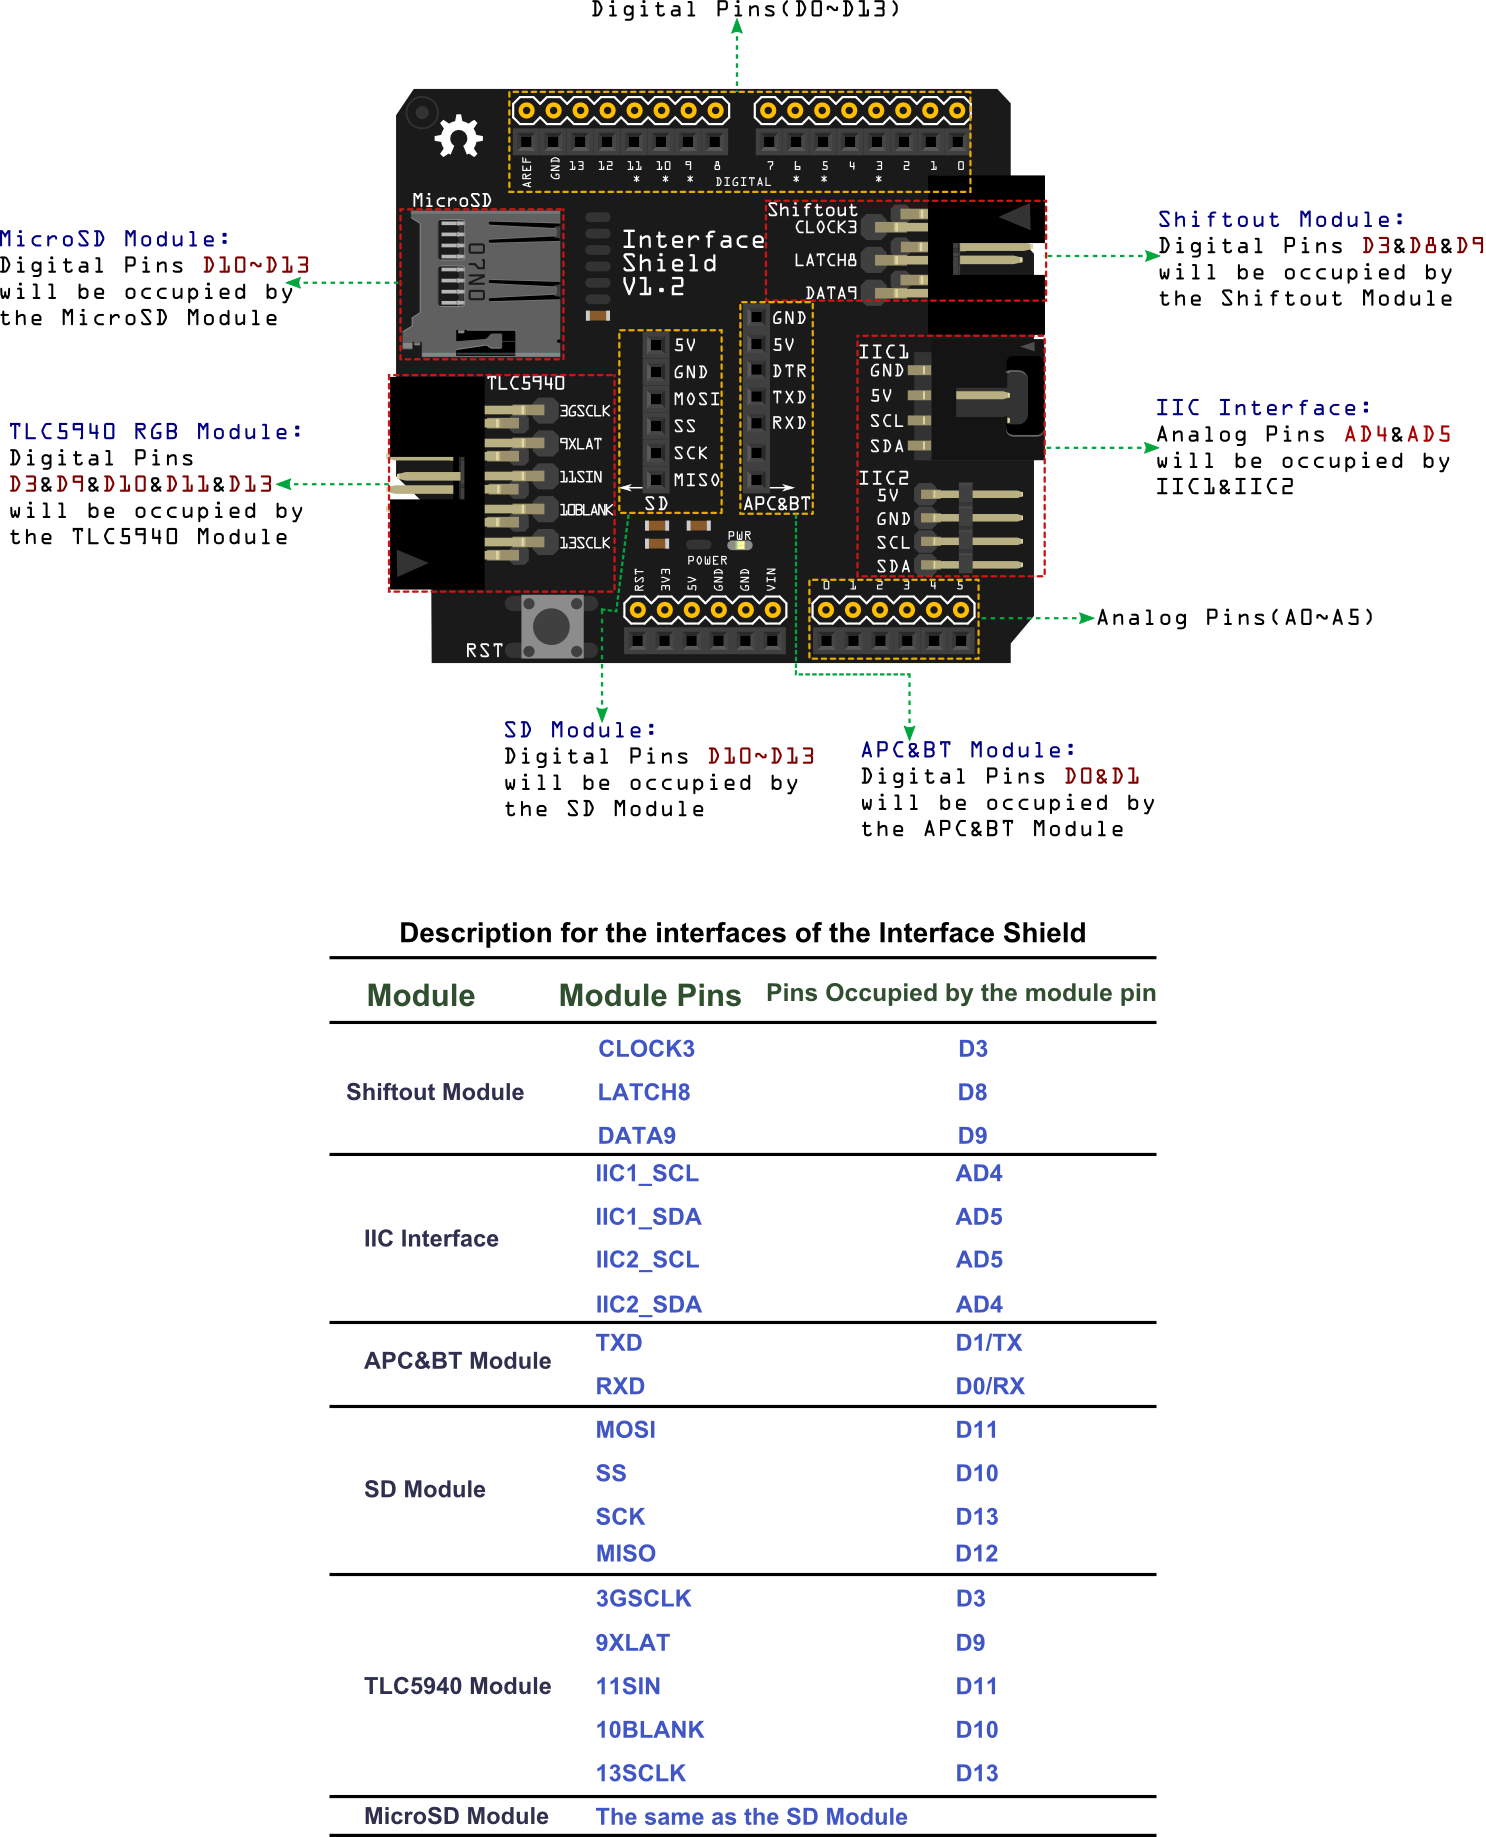 Digital Pins(D0~D13)
AREF GND 13 12 11 10 9 8 7 6 5 4 3 2 1 0
* * * DIGITAL * * *
MicroSD
Shiftout
CLOCK3
LATCH8
DATA9
Interface
Shield
V1.2
ON20
MicroSD Module:
Digital Pins D10~D13
will be occupied by
the MicroSD Module
Shiftout Module:
Digital Pins D3&D8&D9
will be occupied by
the Shiftout Module
5V
GND
MOSI
SS
SCK
MISO
SD
GND
5V
DTR
TXD
RXD
APC&BT
IIC1
GND
5V
SCL
SDA
IIC2
5V
GND
SCL
SDA
TLC5940
3GSCLK
9XLAT
11SIN
10BLANK
13SCLK
TLC5940 RGB Module:
Digital Pins
D3&D9&D10&D11&D13
will be occupied by
the TLC5940 Module
IIC Interface:
Analog Pins AD4&AD5
will be occupied by
IIC1&IIC2
PWR
POWER
RST 3V3 5V GND GND VIN
0 1 2 3 4 5
RST
Analog Pins(A0~A5)
SD Module:
Digital Pins D10~D13
will be occupied by
the SD Module
APC&BT Module:
Digital Pins D0&D1
will be occupied by
the APC&BT Module
Description for the interfaces of the Interface Shield
Module Module Pins Pins Occupied by the module pin
CLOCK3 D3
Shiftout Module LATCH8 D8
DATA9 D9
IIC1_SCL AD4
IIC1_SDA AD5
IIC Interface
IIC2_SCL AD5
IIC2_SDA AD4
TXD D1/TX
APC&BT Module
RXD D0/RX
MOSI D11
SS D10
SD Module
SCK D13
MISO D12
3GSCLK D3
9XLAT D9
TLC5940 Module 11SIN D11
10BLANK D10
13SCLK D13
MicroSD Module The same as the SD Module